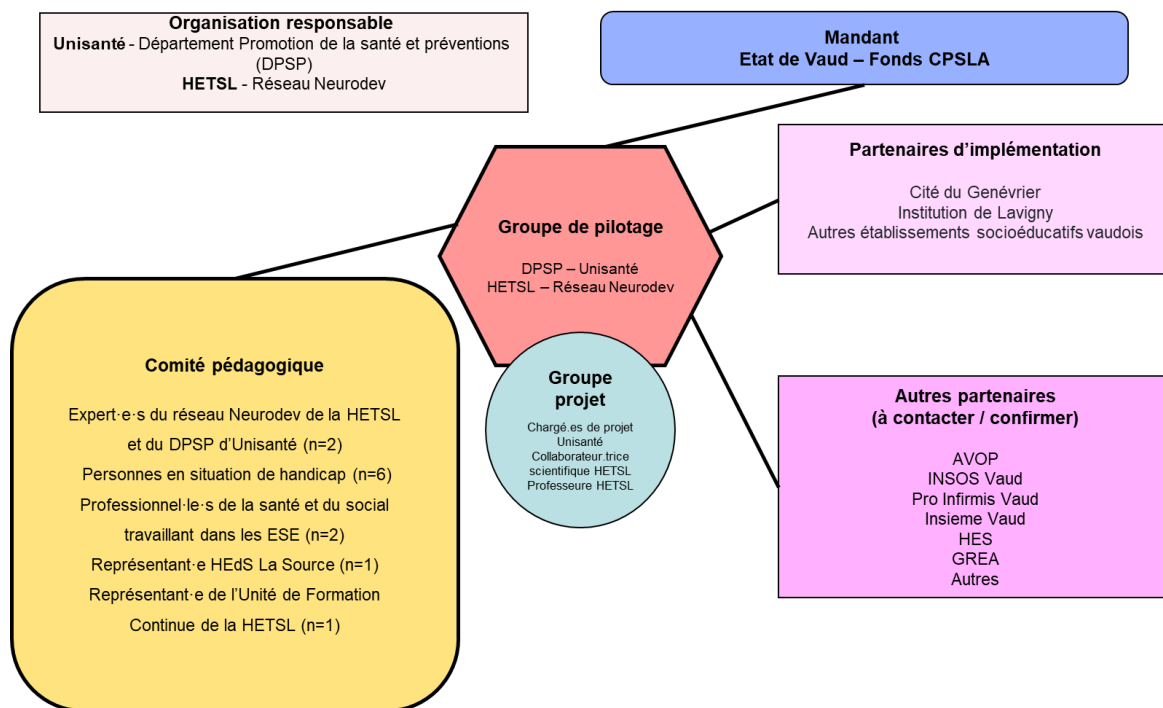 Organisation responsable
Unisanté - Département Promotion de la santé et préventions
(DPSP)
HETSL - Réseau Neurodev
Mandant
Etat de Vaud – Fonds CPSLA
Partenaires d'implémentation
Cité du Genévrier
Institution de Lavigny
Autres établissements socioéducatifs vaudois
Groupe de pilotage
DPSP – Unisanté
HETSL – Réseau Neurodev
Groupe
projet
Chargé.es de projet
Unisanté
Collaborateur.trice
scientifique HETSL
Professeure HETSL
Comité pédagogique
Expert·e·s du réseau Neurodev de la HETSL
et du DPSP d'Unisanté (n=2)
Personnes en situation de handicap (n=6)
Professionnel·le·s de la santé et du social
travaillant dans les ESE (n=2)
Représentant·e HEdS La Source (n=1)
Représentant·e de l'Unité de Formation
Continue de la HETSL (n=1)
Autres partenaires
(à contacter / confirmer)
AVOP
INSOS Vaud
Pro Infirmis Vaud
Insieme Vaud
HES
GREA
Autres